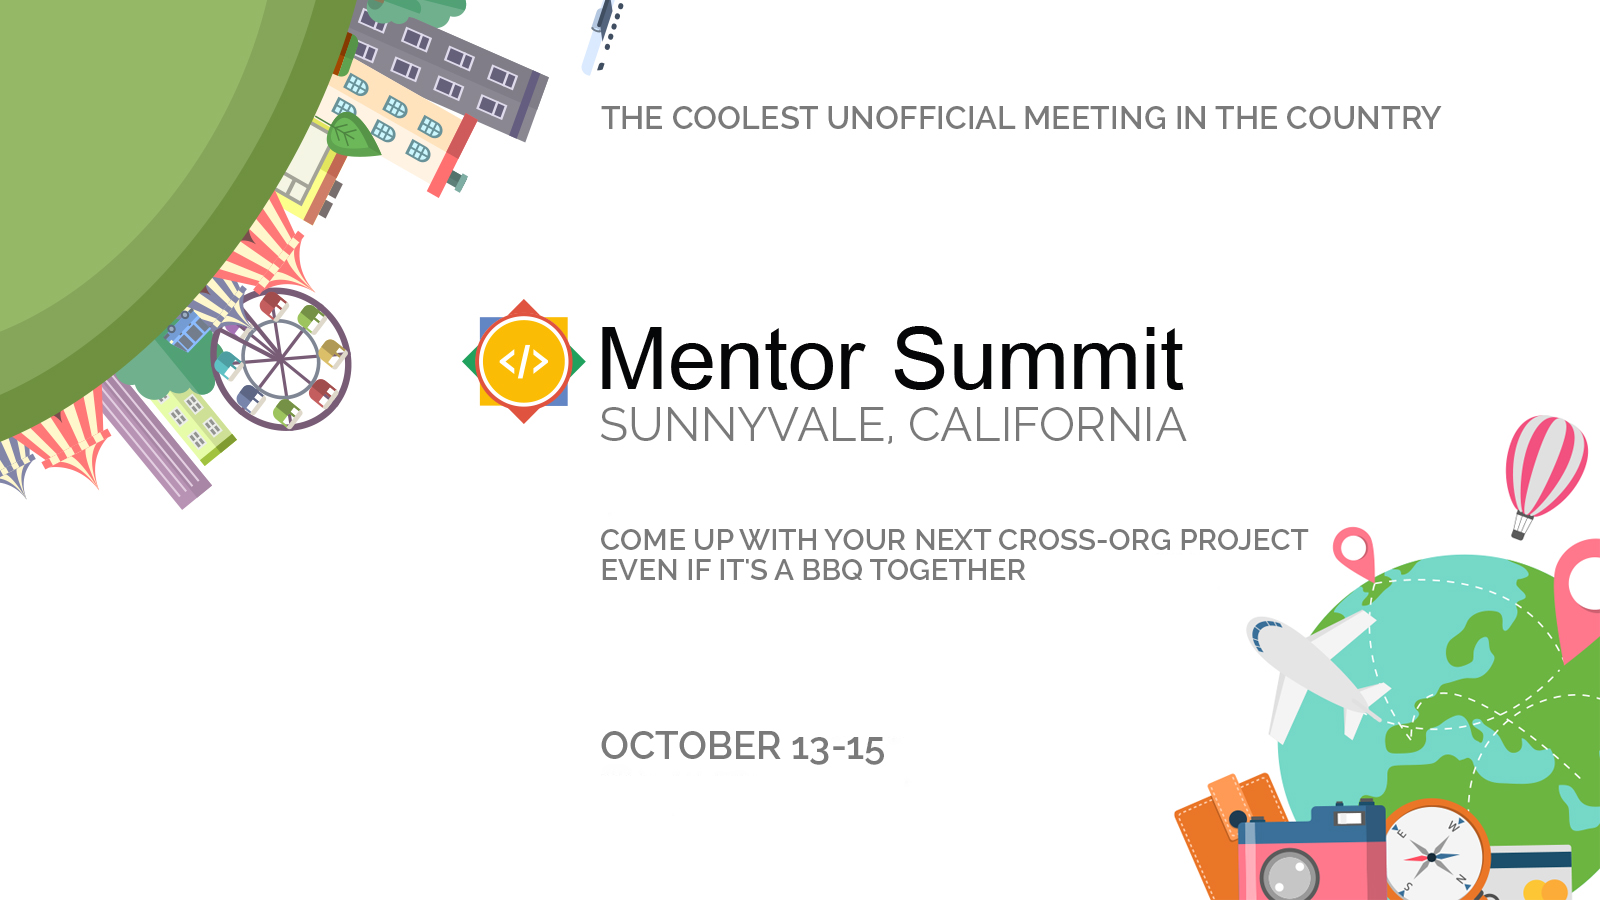 THE COOLEST UNOFFICIAL MEETING IN THE COUNTRY
</>
Mentor Summit
SUNNYVALE, CALIFORNIA
COME UP WITH YOUR NEXT CROSS-ORG PROJECT
EVEN IF IT'S A BBQ TOGETHER
OCTOBER 13-15
E
W
S
N